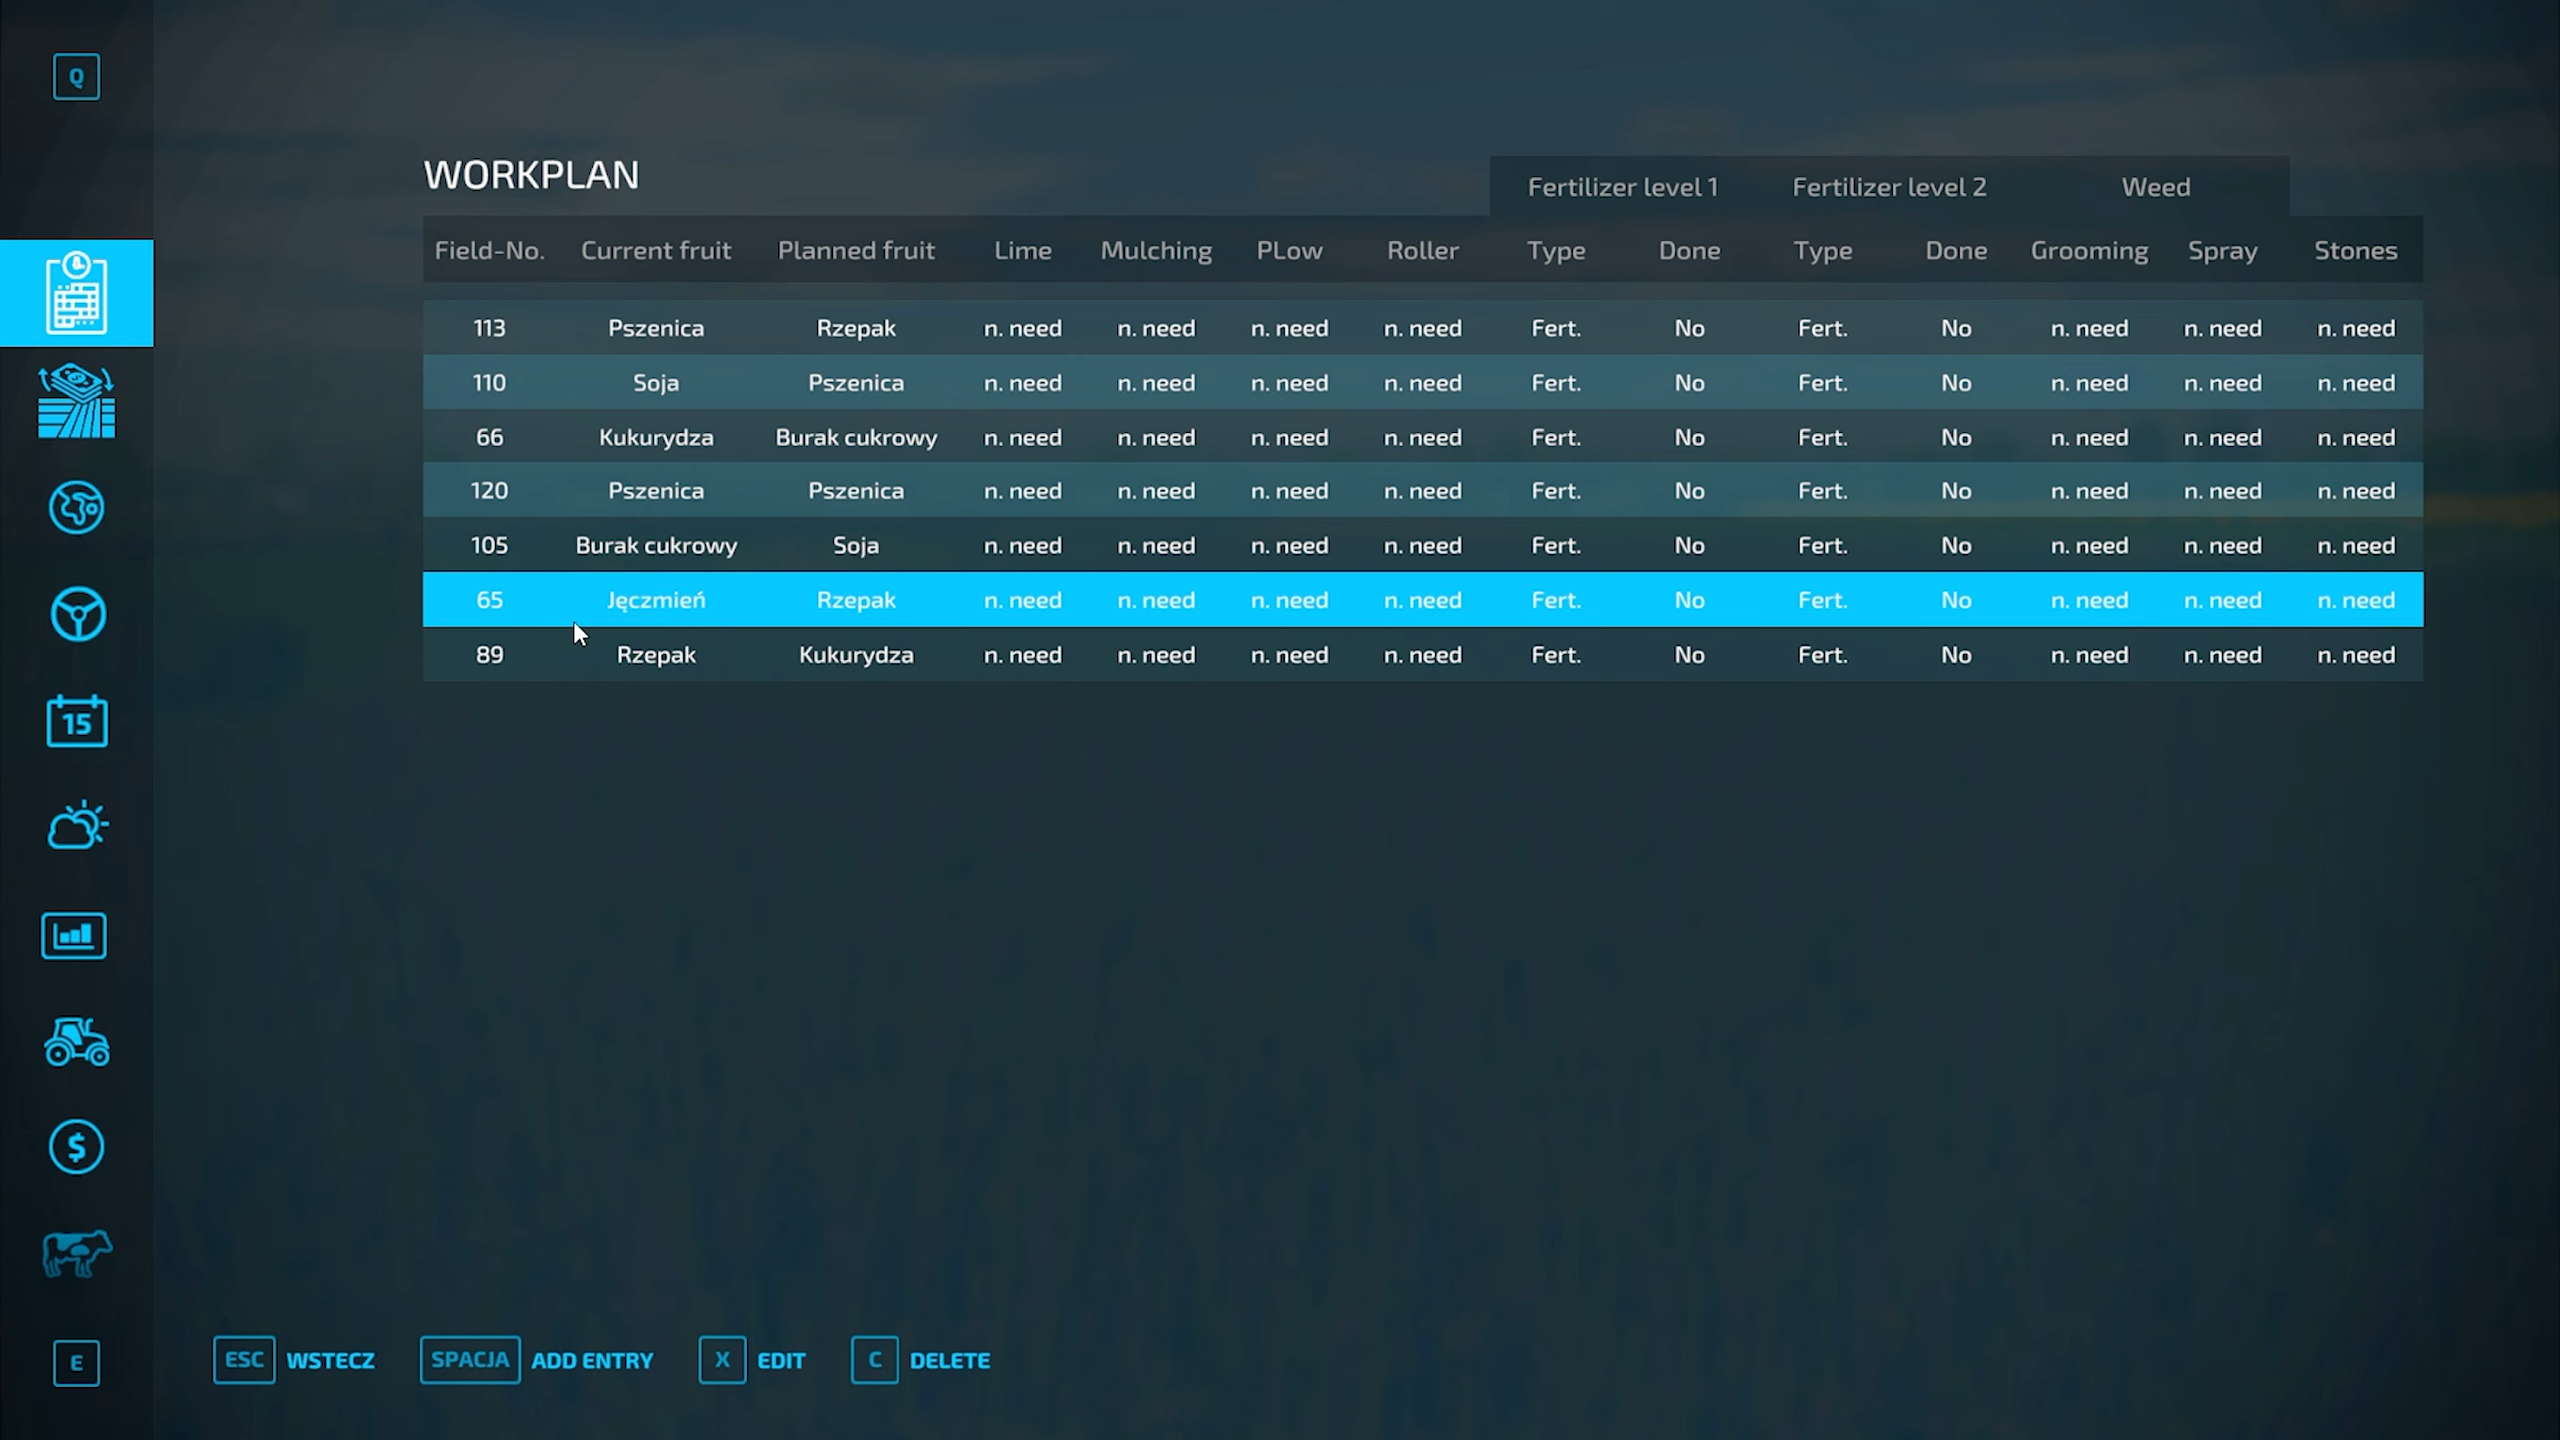 Q
WORKPLAN
Fertilizer level 1 Fertilizer level 2 Weed
Field-No. Current fruit Planned fruit Lime Mulching PLow Roller Type Done Type Done Grooming Spray Stones
113 Pszenica Rzepak n. need n. need n. need n. need Fert. No Fert. No n. need n. need n. need
110 Soja Pszenica n. need n. need n. need n. need Fert. No Fert. No n. need n. need n. need
66 Kukurydza Burak cukrowy n. need n. need n. need n. need Fert. No Fert. No n. need n. need n. need
120 Pszenica Pszenica n. need n. need n. need n. need Fert. No Fert. No n. need n. need n. need
105 Burak cukrowy Soja n. need n. need n. need n. need Fert. No Fert. No n. need n. need n. need
65 Jęczmień Rzepak n. need n. need n. need n. need Fert. No Fert. No n. need n. need n. need
89 Rzepak Kukurydza n. need n. need n. need n. need Fert. No Fert. No n. need n. need n. need
15
$
E
ESC WSTECZ SPACJA ADD ENTRY X EDIT C DELETE